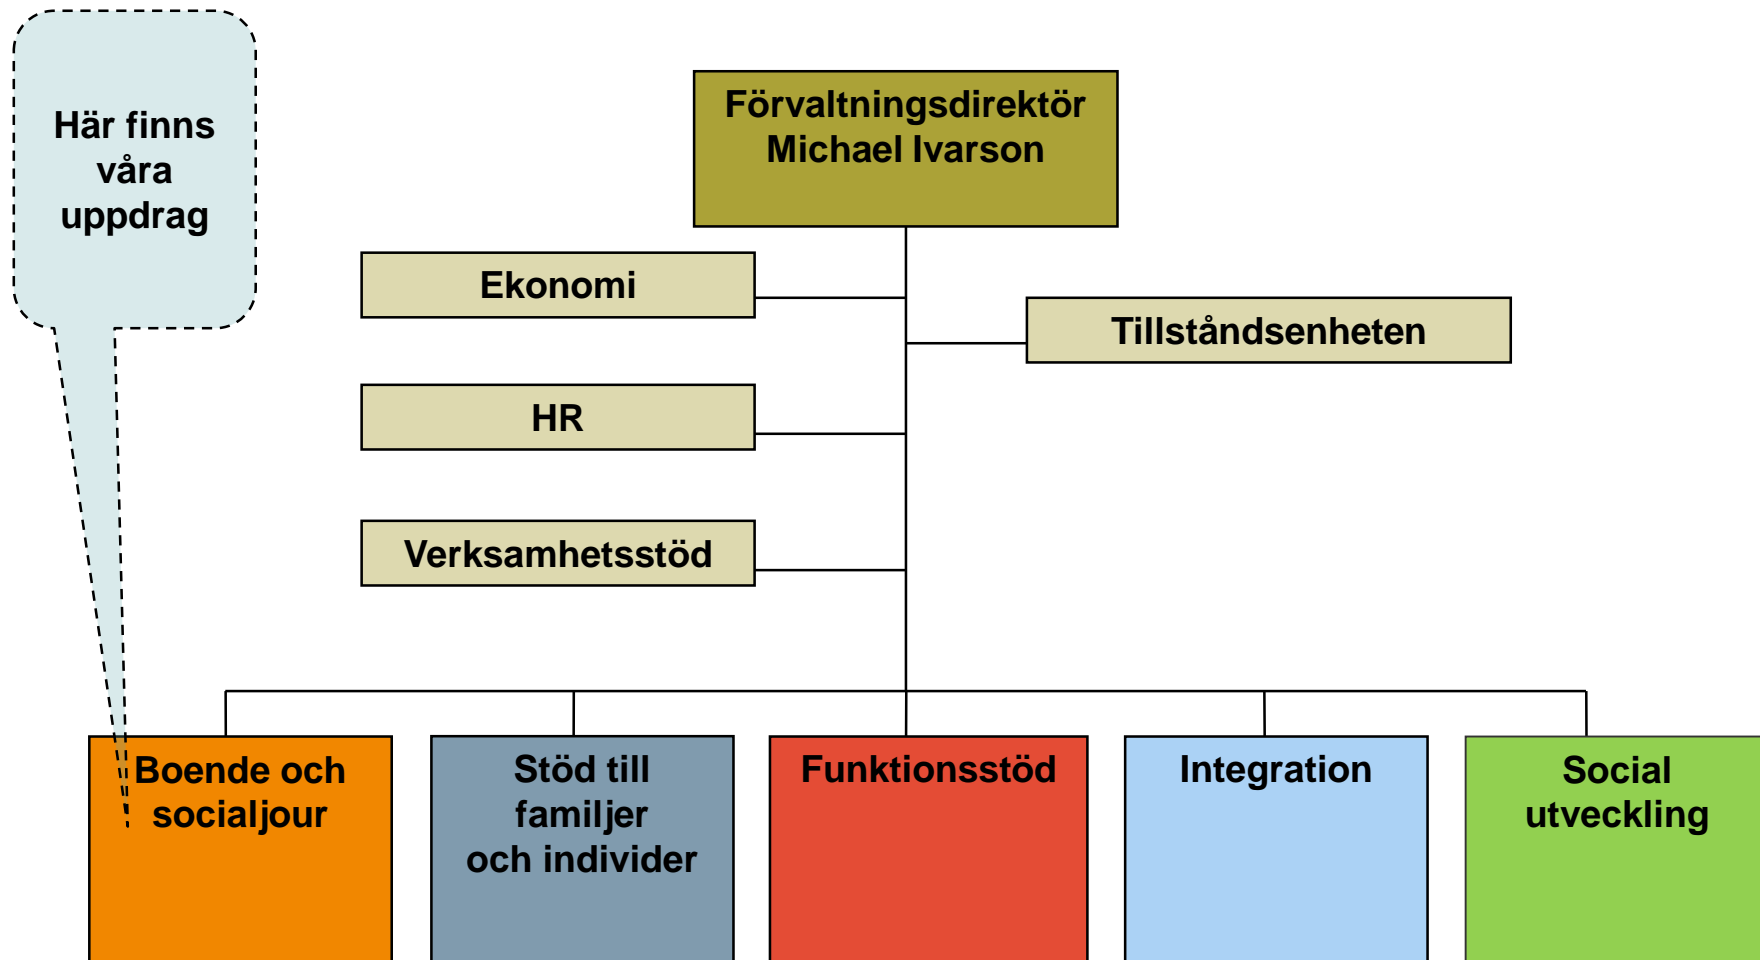 Här finns
våra
uppdrag
Förvaltningsdirektör
Michael Ivarson
Ekonomi
Tillståndsenheten
HR
Verksamhetsstöd
Boende och
socialjour
Stöd till
familjer
och individer
Funktionsstöd
Integration
Social
utveckling